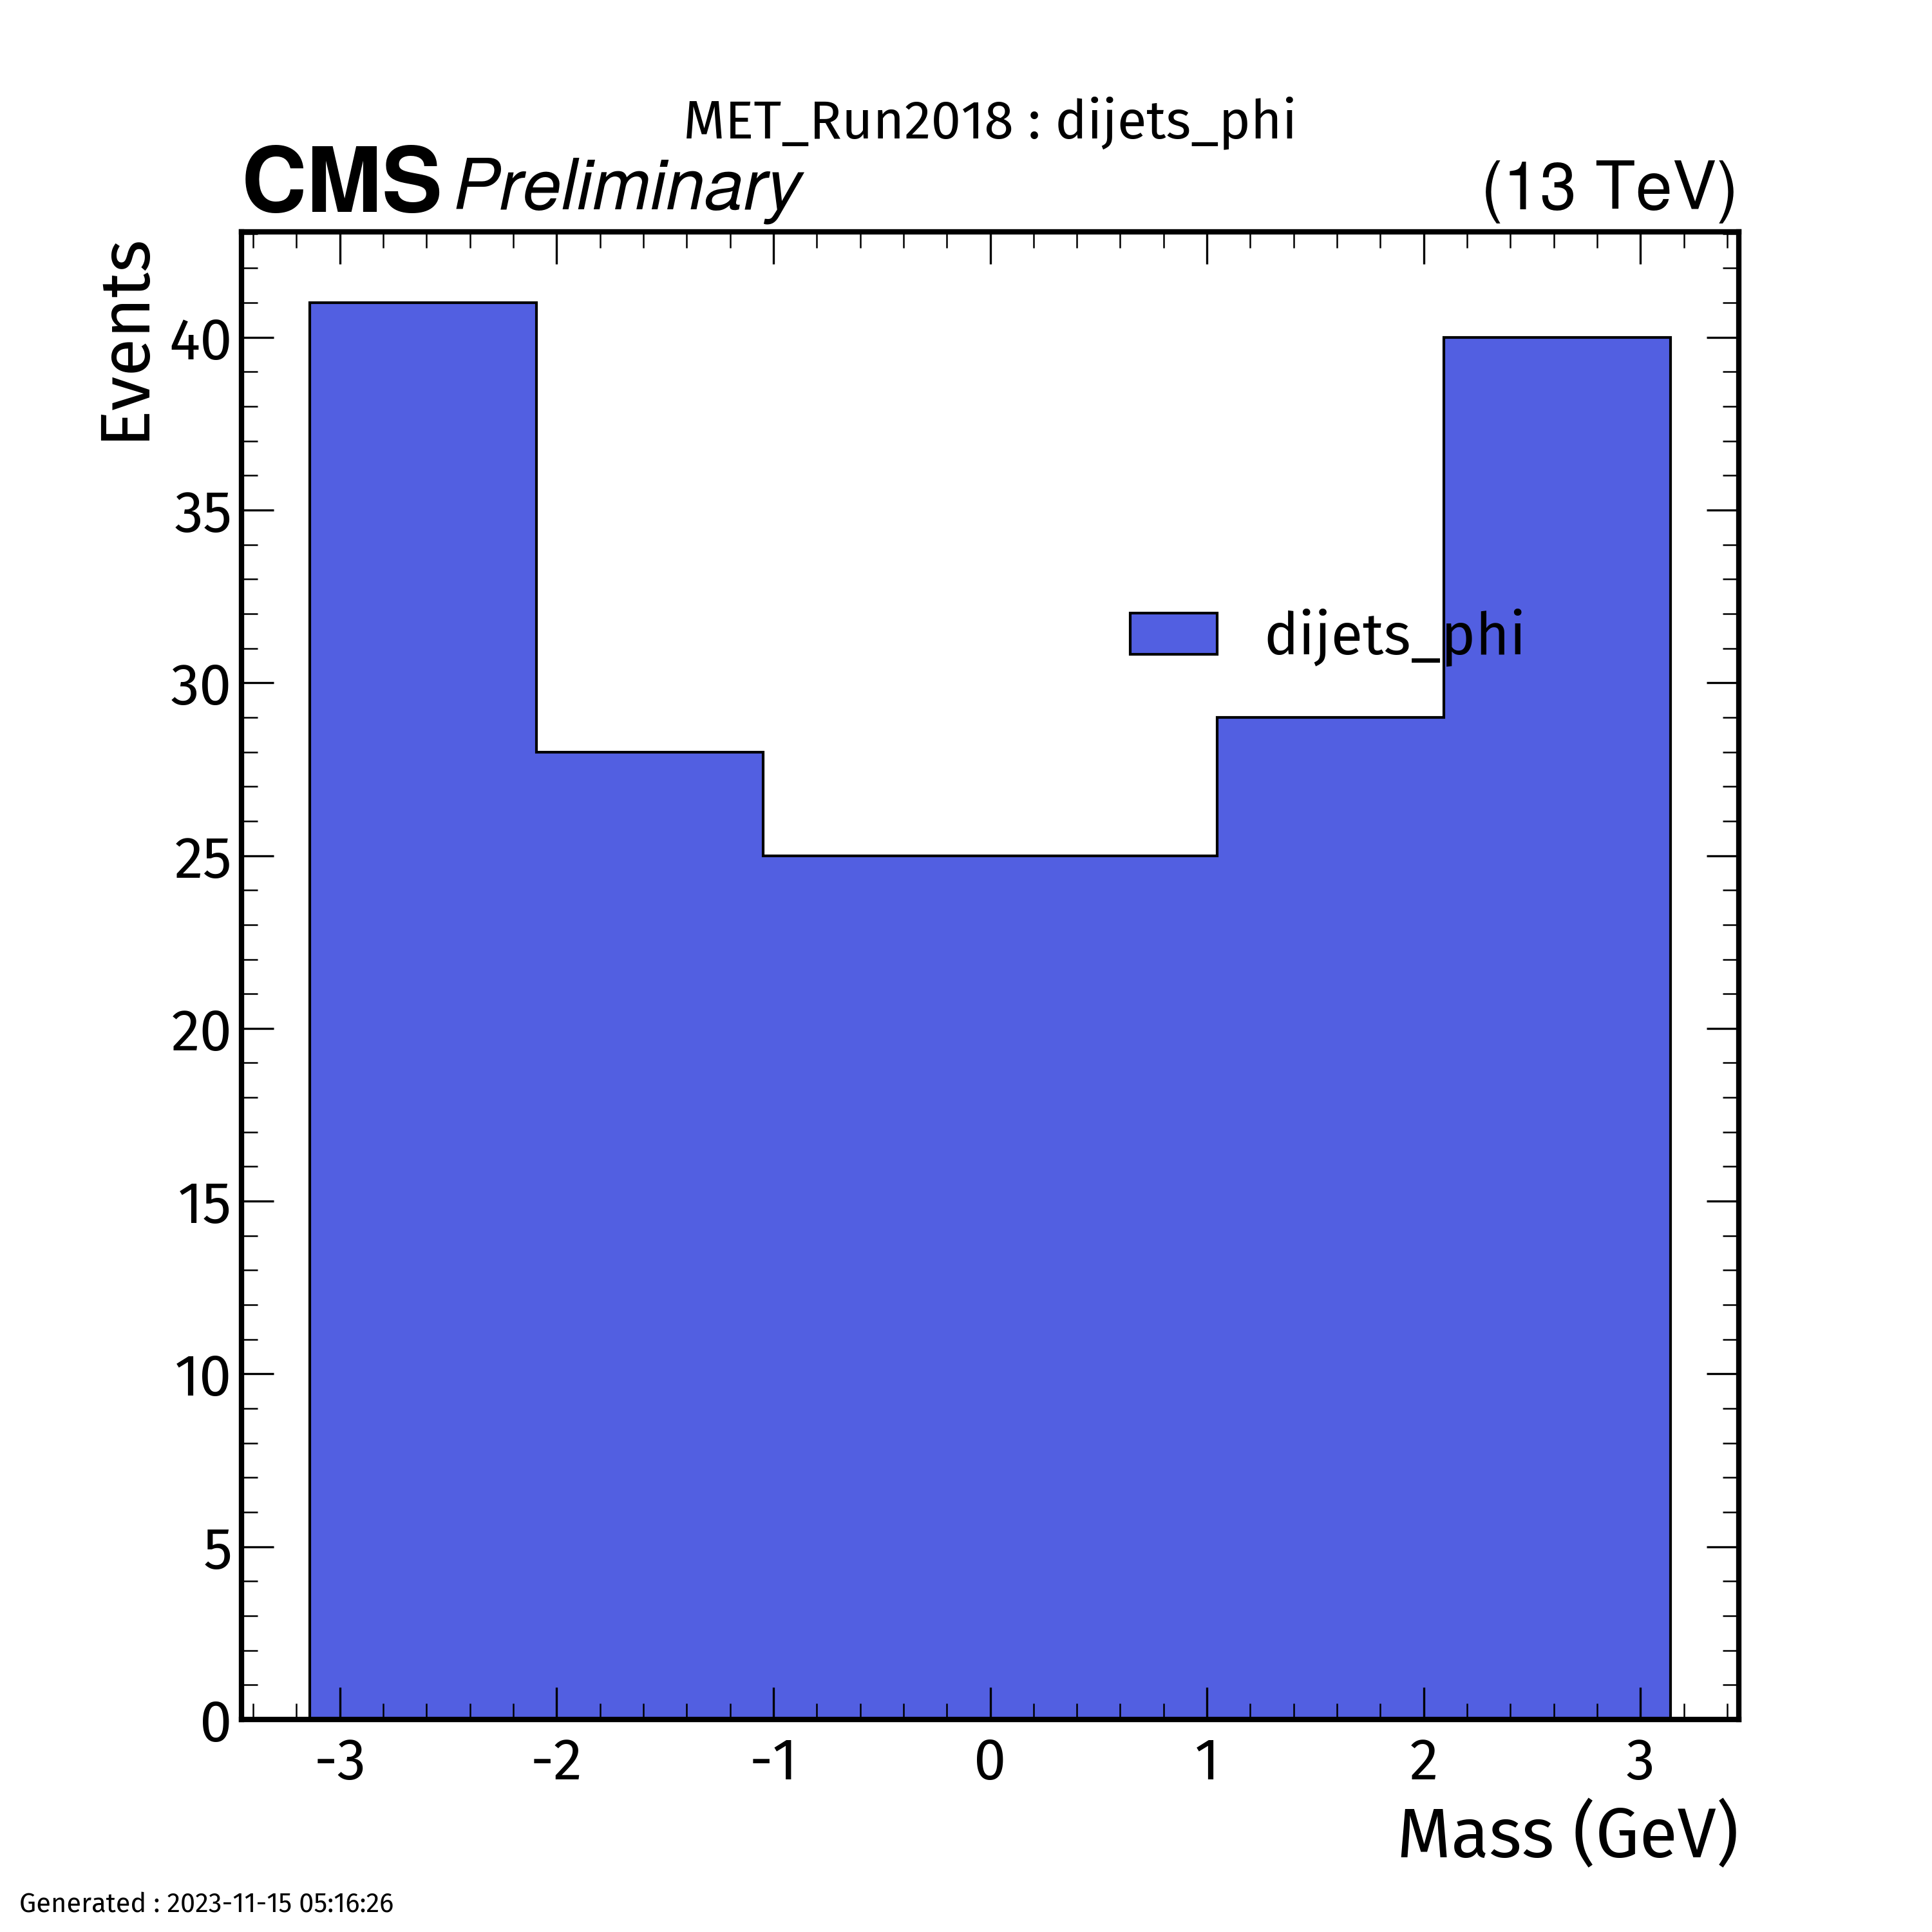 MET_Run2018 : dijets_phi
CMS Preliminary (13 TeV)
Events
40
35
30
25
20
15
10
5
0
dijets_phi
-3 -2 -1 0 1 2 3
Mass (GeV)
Generated : 2023-11-15 05:16:26